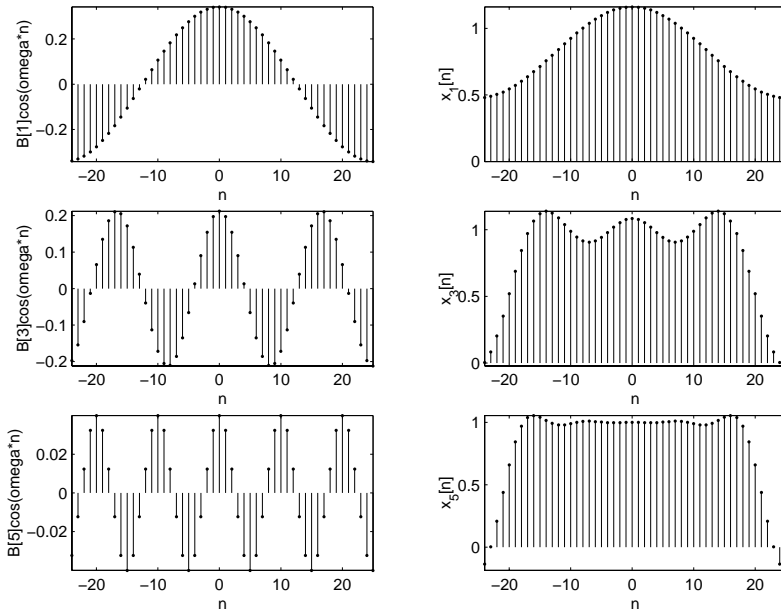 B[1]cos(omega*n)
0.2
0
−0.2
−20 −10 0 10 20
n
x1[n]
1
0.5
0
−20 −10 0 10 20
n
B[3]cos(omega*n)
0.2
0.1
0
−0.1
−0.2
−20 −10 0 10 20
n
x3[n]
1
0.5
0
−20 −10 0 10 20
n
B[5]cos(omega*n)
0.02
0
−0.02
−20 −10 0 10 20
n
x5[n]
1
0.5
0
−20 −10 0 10 20
n